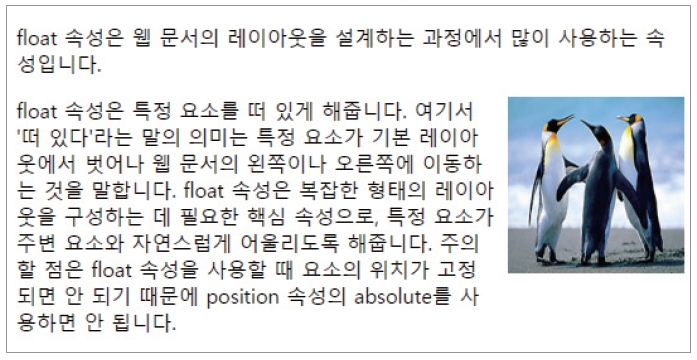 float 속성은 웹 문서의 레이아웃을 설계하는 과정에서 많이 사용하는 속
성입니다.
float 속성은 특정 요소를 떠 있게 해줍니다. 여기서
'떠 있다'라는 말의 의미는 특정 요소가 기본 레이아
웃에서 벗어나 웹 문서의 왼쪽이나 오른쪽에 이동하
는 것을 말합니다. float 속성은 복잡한 형태의 레이아
웃을 구성하는 데 필요한 핵심 속성으로, 특정 요소가
주변 요소와 자연스럽게 어울리도록 해줍니다. 주의
할 점은 float 속성을 사용할 때 요소의 위치가 고정
되면 안 되기 때문에 position 속성의 absolute를 사
용하면 안 됩니다.